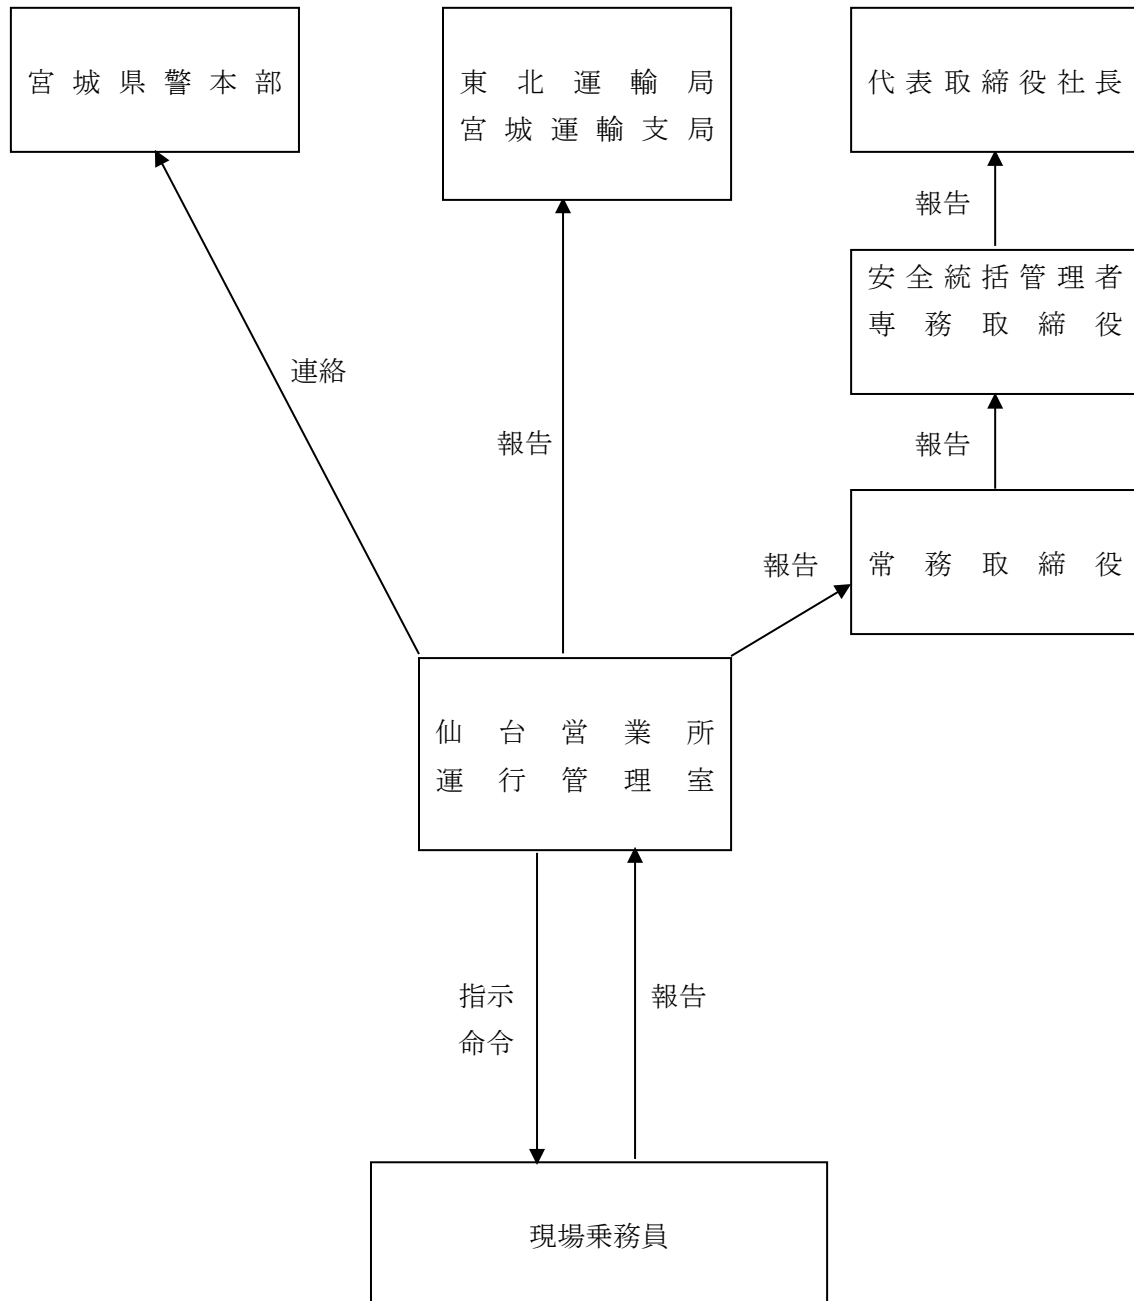 宮城県警本部
東北運輸局
宮城運輸支局
代表取締役社長
報告
安全統括管理者
専務取締役
連絡
報告
報告
報告
常務取締役
仙台営業所
運行管理室
指示
命令
報告
現場乗務員